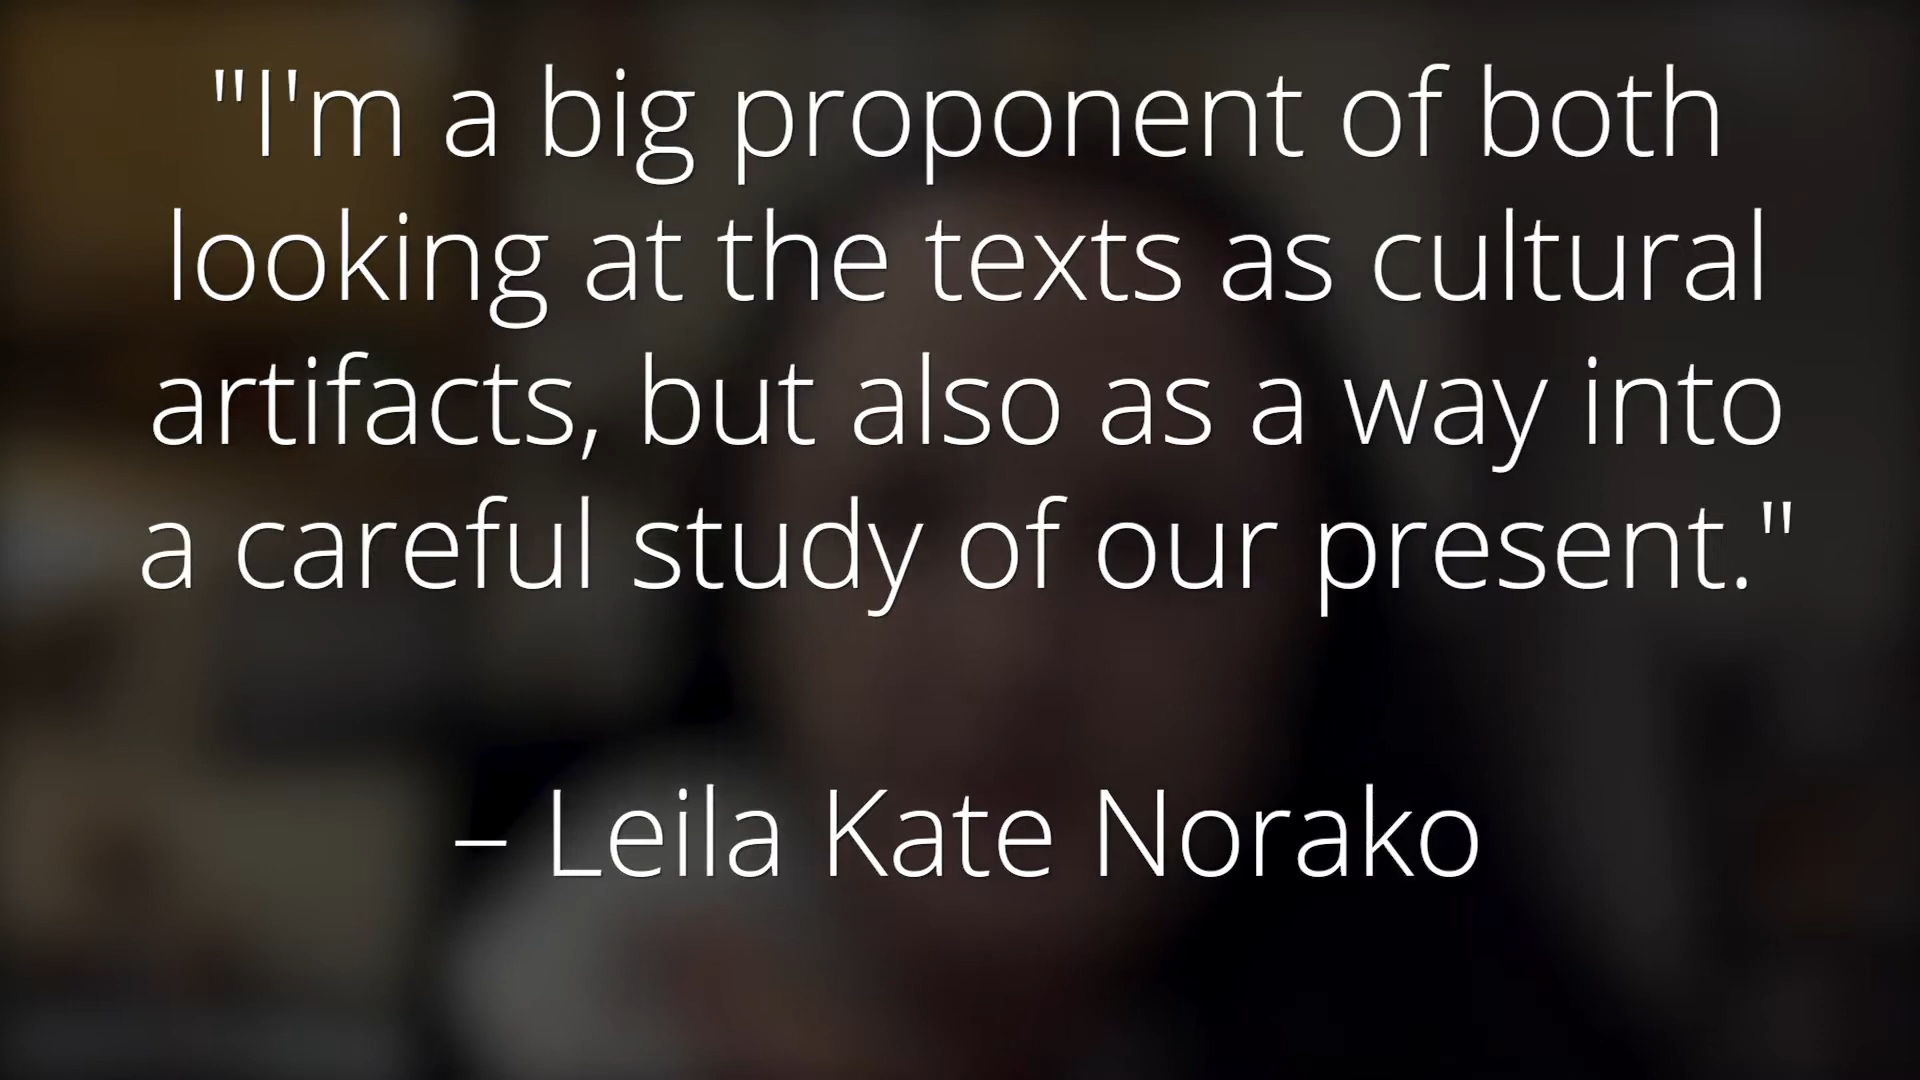 "I'm a big proponent of both
looking at the texts as cultural
artifacts, but also as a way into
a careful study of our present."
– Leila Kate Norako